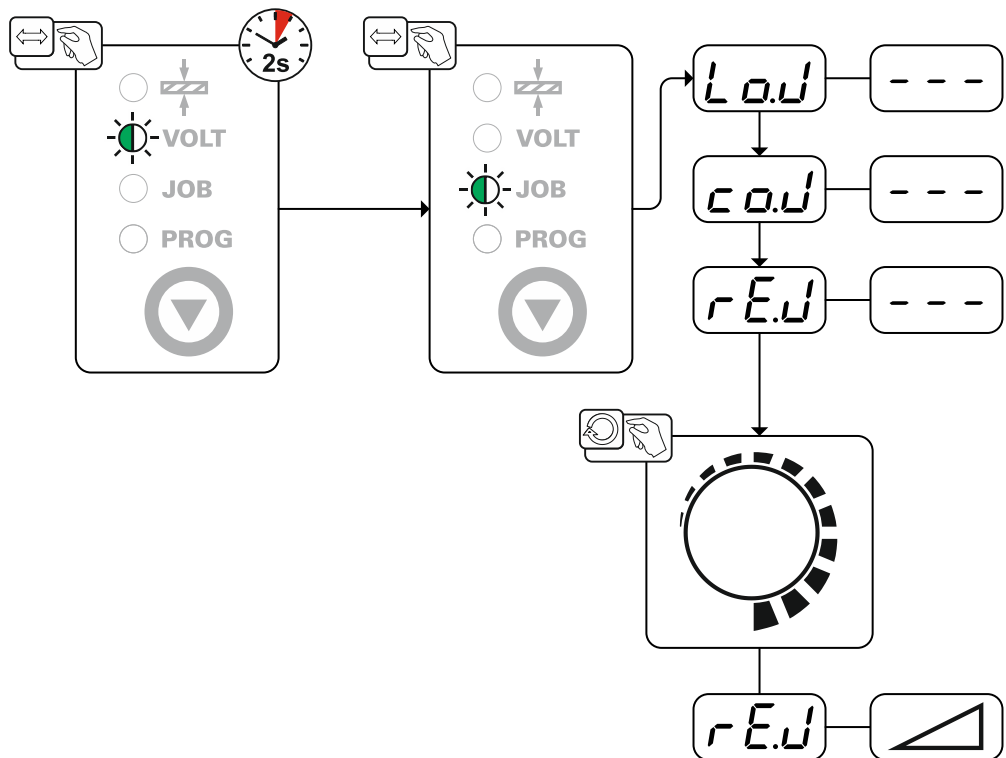 2s
VOLT
JOB
PROG
VOLT
JOB
PROG
Lo.J - - -
co.J - - -
rE.J - - -
rE.J